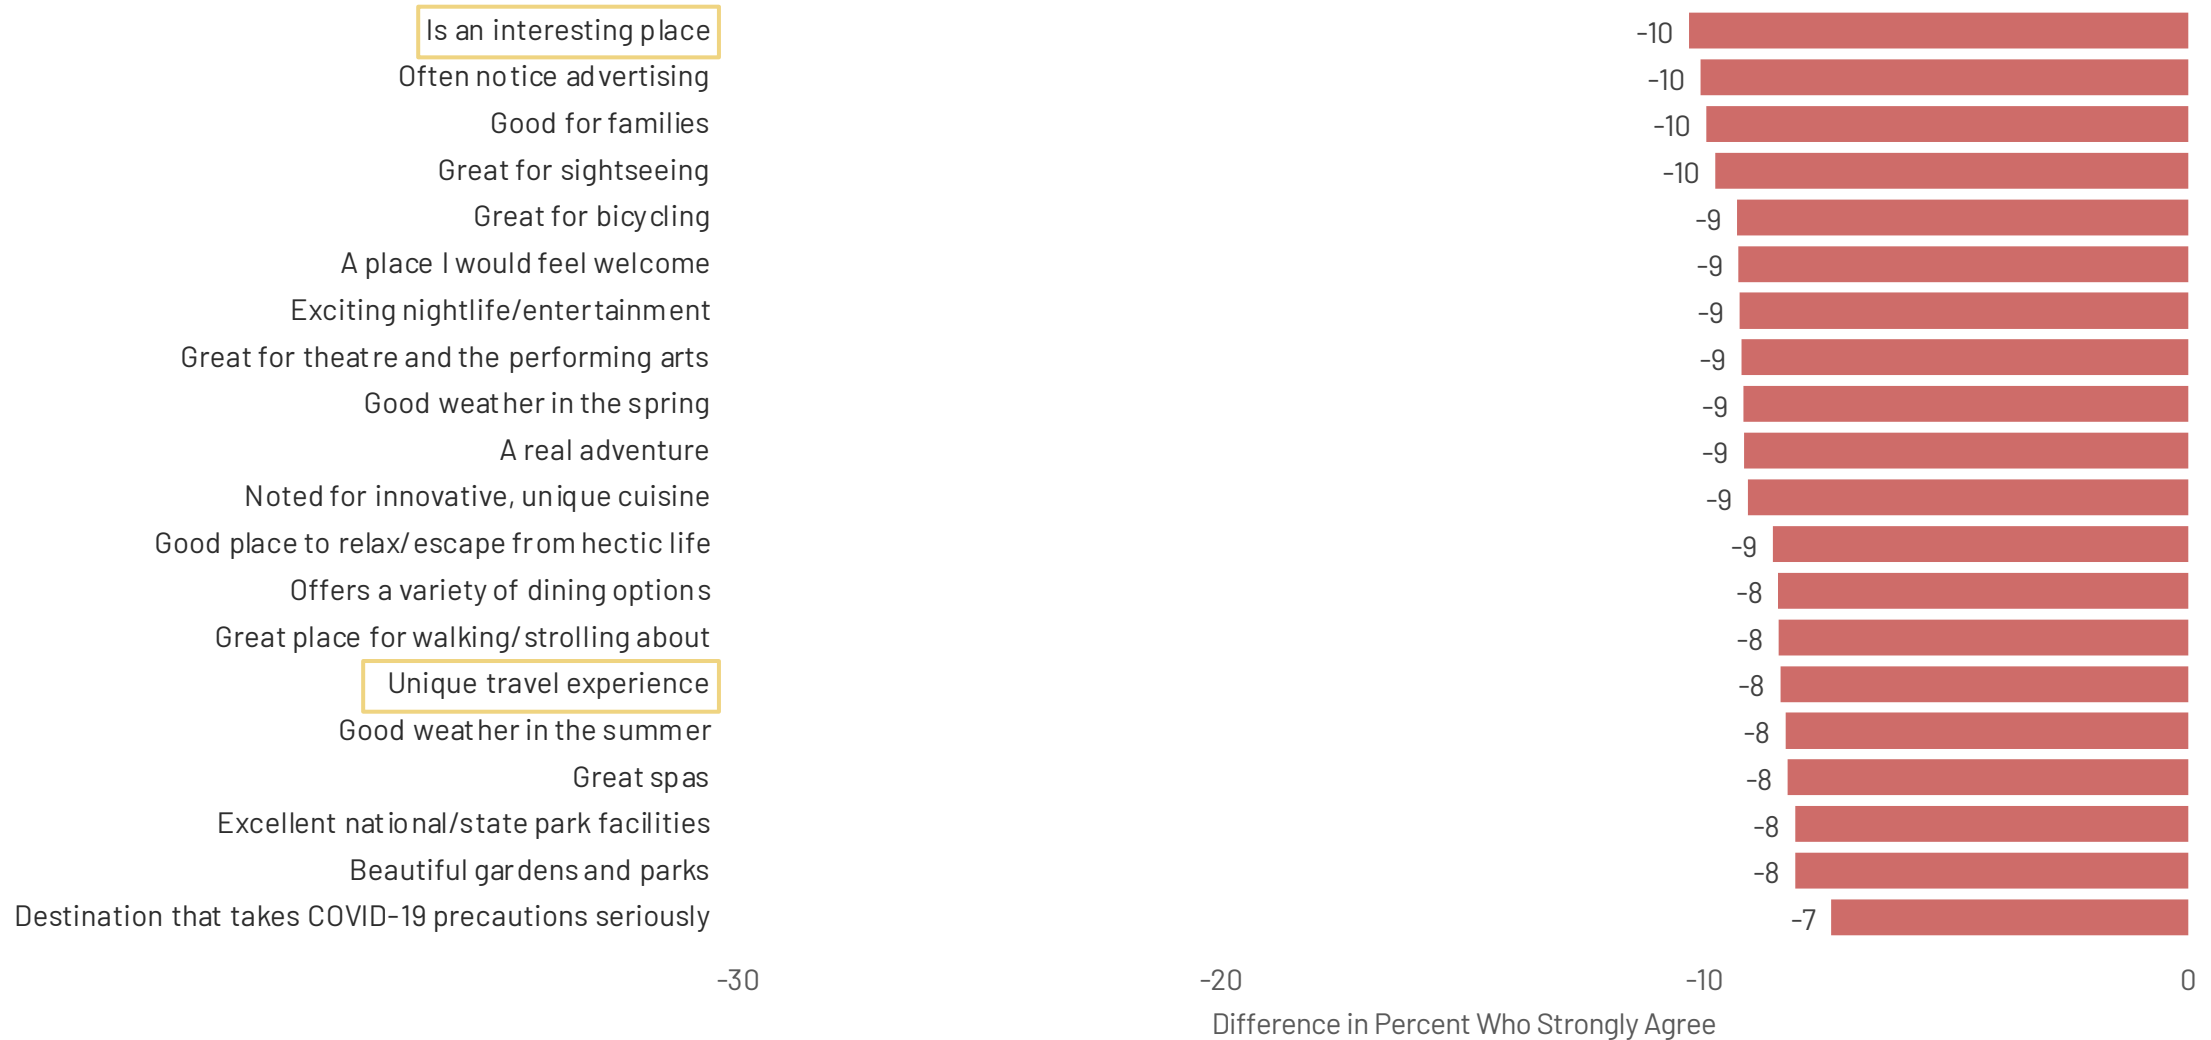 Is an interesting place -10
Often notice advertising -10
Good for families -10
Great for sightseeing -10
Great for bicycling -9
A place I would feel welcome -9
Exciting nightlife/entertainment -9
Great for theatre and the performing arts -9
Good weather in the spring -9
A real adventure -9
Noted for innovative, unique cuisine -9
Good place to relax/escape from hectic life -9
Offers a variety of dining options -8
Great place for walking/strolling about -8
Unique travel experience -8
Good weather in the summer -8
Great spas -8
Excellent national/state park facilities -8
Beautiful gardens and parks -8
Destination that takes COVID-19 precautions seriously -7
-30 -20 -10 0
Difference in Percent Who Strongly Agree